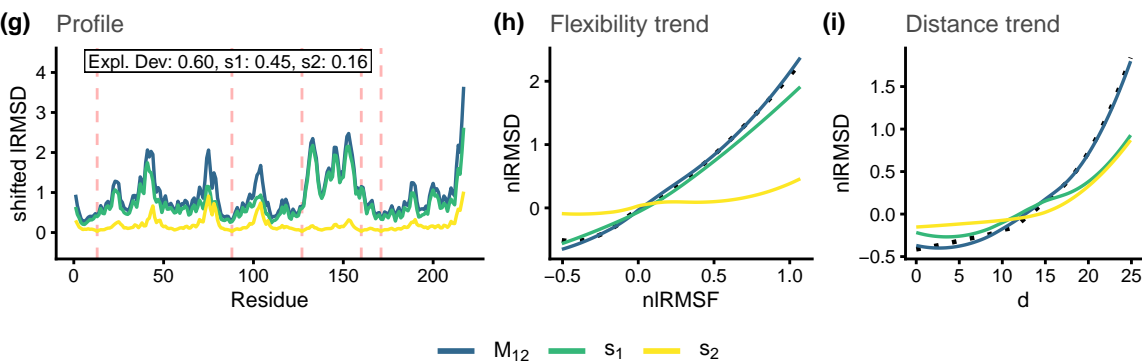 (g) Profile
Expl. Dev: 0.60, s1: 0.45, s2: 0.16
shifted lRMSD
4
3
2
1
0
0
50
100
150
200
Residue
(h) Flexibility trend
nlRMSD
2
1
0
−0.5
0.0
0.5
1.0
nlRMSF
(i) Distance trend
nlRMSD
1.5
1.0
0.5
0.0
−0.5
0
5
10
15
20
25
d
M12
s1
s2